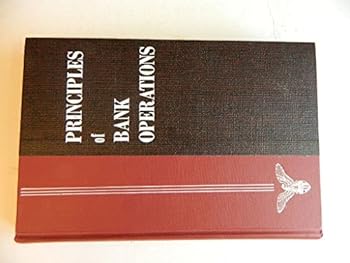 PRINCIPLES
of
BANK
OPERATIONS